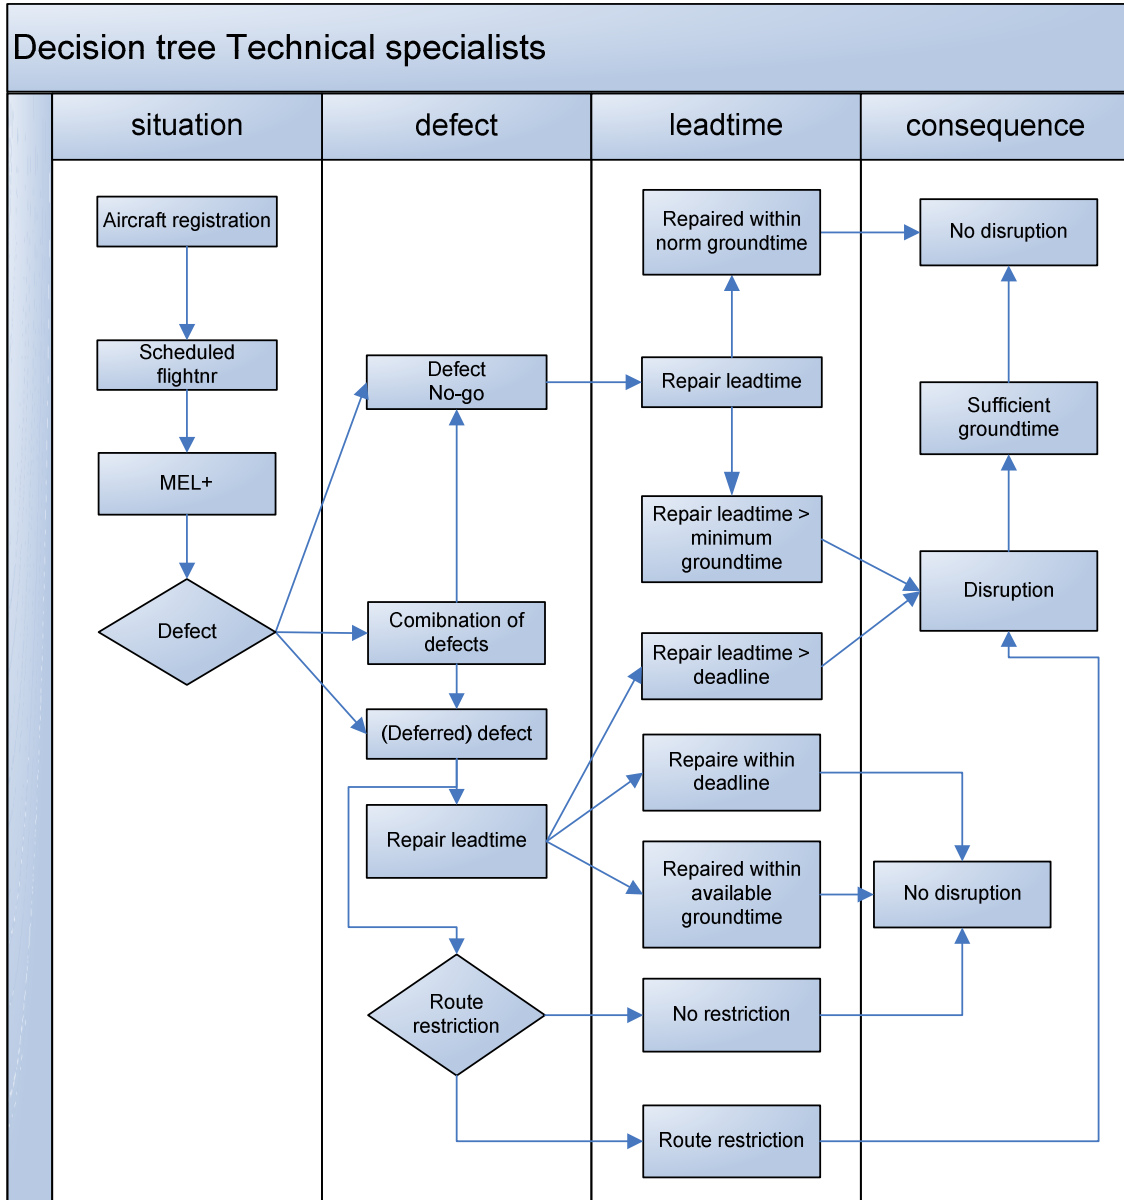 Decision tree Technical specialists
situation
defect
leadtime
consequence
Aircraft registration
Scheduled
flightnr
MEL+
Defect
Defect
No-go
Comibnation of
defects
(Deferred) defect
Repair leadtime
Route
restriction
Repaired within
norm groundtime
Repair leadtime
Repair leadtime >
minimum
groundtime
Repair leadtime >
deadline
Repaire within
deadline
Repaired within
available
groundtime
No restriction
Route restriction
No disruption
Sufficient
groundtime
Disruption
No disruption